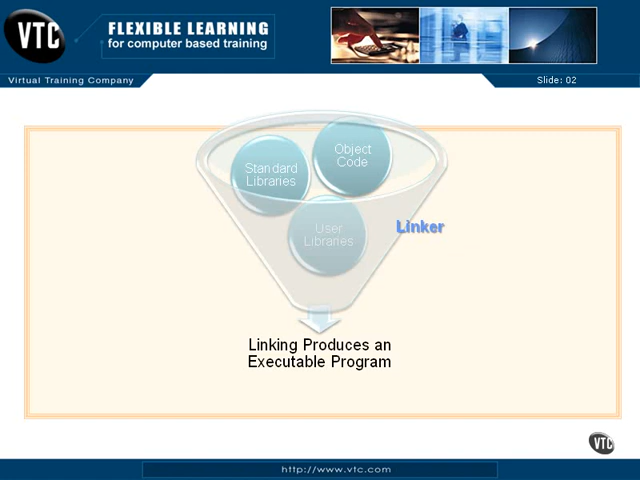 VTC
FLEXIBLE LEARNING
for computer based training
Virtual Training Company
Slide: 02
Object
Code
Standard
Libraries
User
Libraries
Linker
Linking Produces an
Executable Program
VTC
http://www.vtc.com